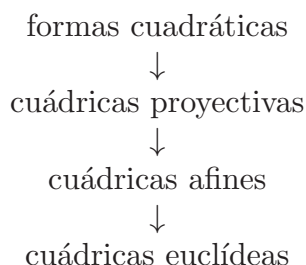 formas cuadráticas
↓
cuádricas proyectivas
↓
cuádricas afines
↓
cuádricas euclídeas